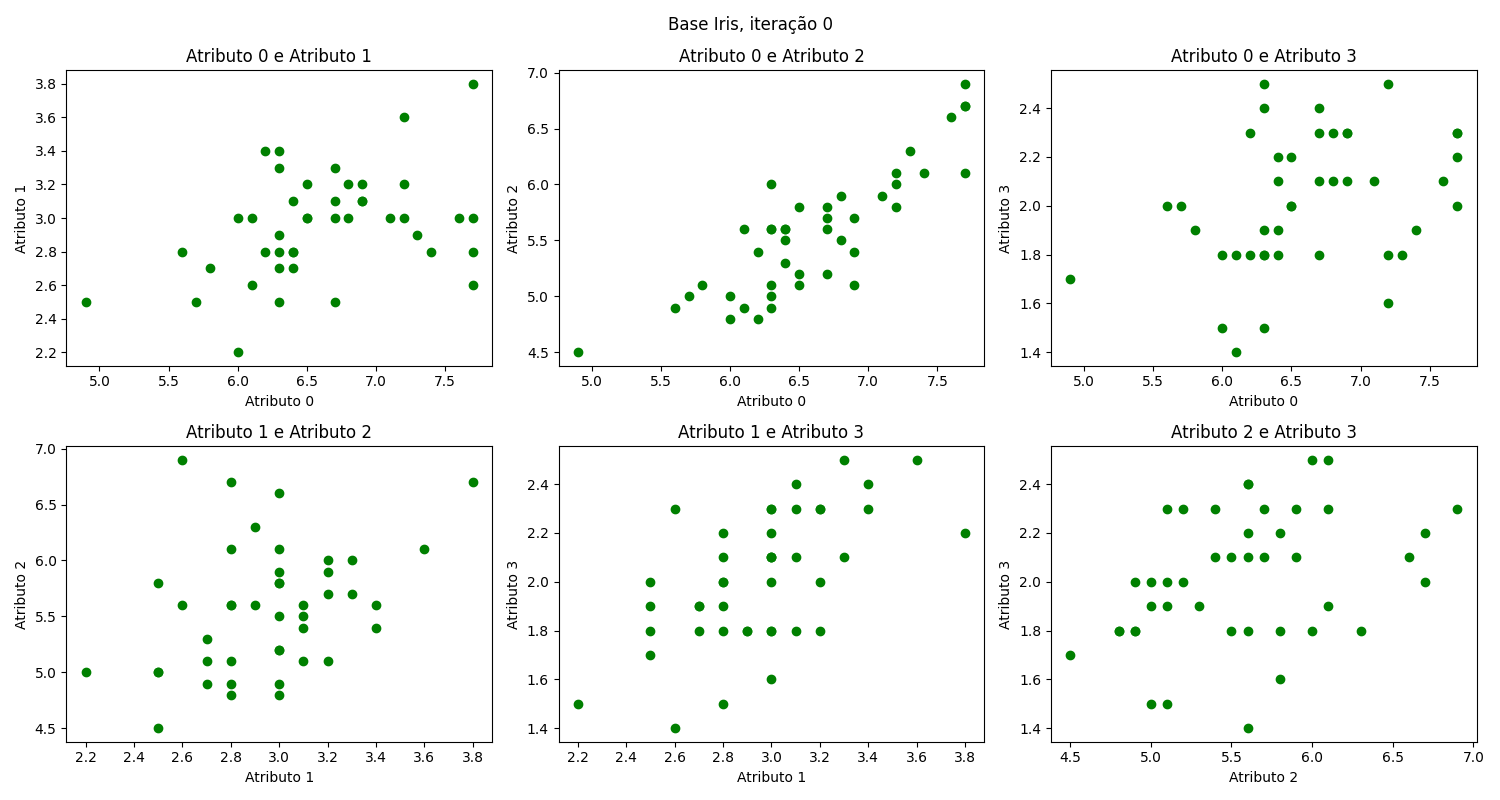 Base Iris, iteração 0
Atributo 0 e Atributo 1
3.8
3.6
3.4
3.2
3.0
2.8
2.6
2.4
2.2
Atributo 1
5.0 5.5 6.0 6.5 7.0 7.5
Atributo 0
Atributo 0 e Atributo 2
7.0
6.5
6.0
5.5
5.0
4.5
Atributo 2
5.0 5.5 6.0 6.5 7.0 7.5
Atributo 0
Atributo 0 e Atributo 3
2.4
2.2
2.0
1.8
1.6
1.4
Atributo 3
5.0 5.5 6.0 6.5 7.0 7.5
Atributo 0
Atributo 1 e Atributo 2
7.0
6.5
6.0
5.5
5.0
4.5
Atributo 2
2.2 2.4 2.6 2.8 3.0 3.2 3.4 3.6 3.8
Atributo 1
Atributo 1 e Atributo 3
2.4
2.2
2.0
1.8
1.6
1.4
Atributo 3
2.2 2.4 2.6 2.8 3.0 3.2 3.4 3.6 3.8
Atributo 1
Atributo 2 e Atributo 3
2.4
2.2
2.0
1.8
1.6
1.4
Atributo 3
4.5 5.0 5.5 6.0 6.5 7.0
Atributo 2